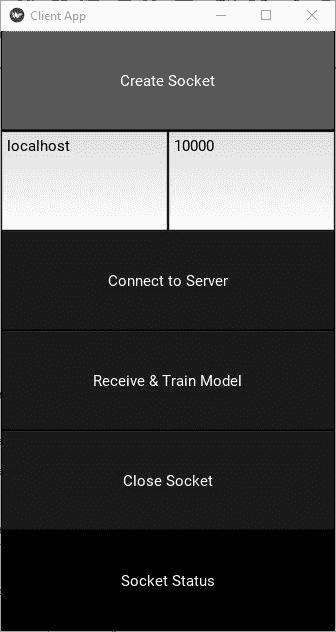 Client App
Create Socket
localhost
10000
Connect to Server
Receive & Train Model
Close Socket
Socket Status